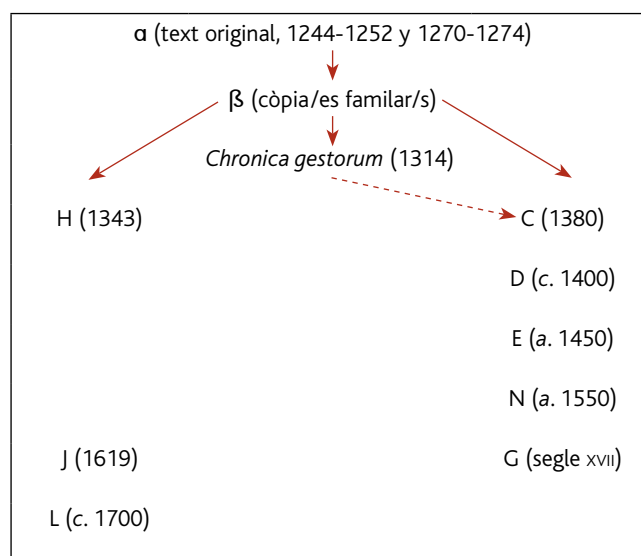 α (text original, 1244-1252 y 1270-1274)
ß (còpia/es familar/s)
Chronica gestorum (1314)
H (1343) C (1380)
D (c. 1400)
E (a. 1450)
N (a. 1550)
J (1619) G (segle XVII)
L (c. 1700)